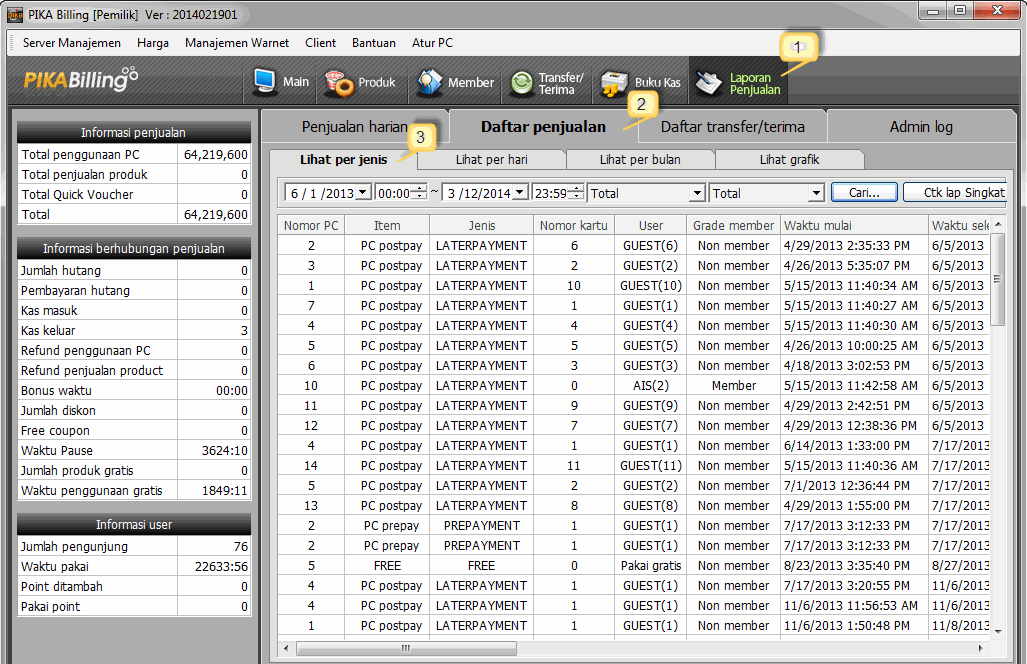 PIKA Billing [Pemilik]  Ver : 2014021901
Server Manajemen  Harga  Manajemen Warnet  Client  Bantuan  Atur PC
1
PIKABilling  Main  Produk  Member  Transfer/Terima  Buku Kas  Laporan Penjualan
2
Penjualan harian  Daftar penjualan  Daftar transfer/terima  Admin log
3
Lihat per jenis  Lihat per hari  Lihat per bulan  Lihat grafik
6 / 1 /2013  00:00  ~  3 /12/2014  23:59  Total  Total  Cari...  Ctk lap Singkat
Informasi penjualan
Total penggunaan PC  64,219,600
Total penjualan produk  0
Total Quick Voucher  0
Total  64,219,600
Informasi berhubungan penjualan
Jumlah hutang  0
Pembayaran hutang  0
Kas masuk  0
Kas keluar  3
Refund penggunaan PC  0
Refund penjualan product  0
Bonus waktu  00:00
Jumlah diskon  0
Free coupon  0
Waktu Pause  3624:10
Jumlah produk gratis  0
Waktu penggunaan gratis  1849:11
Informasi user
Jumlah pengunjung  76
Waktu pakai  22633:56
Point ditambah  0
Pakai point  0
Nomor PC  Item  Jenis  Nomor kartu  User  Grade member  Waktu mulai  Waktu sele
2  PC postpay  LATERPAYMENT  6  GUEST(6)  Non member  4/29/2013 2:35:33 PM  6/5/2013
3  PC postpay  LATERPAYMENT  2  GUEST(2)  Non member  4/26/2013 5:35:07 PM  6/5/2013
1  PC postpay  LATERPAYMENT  10  GUEST(10)  Non member  5/15/2013 11:40:34 AM  6/5/2013
7  PC postpay  LATERPAYMENT  1  GUEST(1)  Non member  5/15/2013 11:40:27 AM  6/5/2013
4  PC postpay  LATERPAYMENT  4  GUEST(4)  Non member  5/15/2013 11:40:30 AM  6/5/2013
5  PC postpay  LATERPAYMENT  5  GUEST(5)  Non member  4/26/2013 10:00:25 AM  6/5/2013
6  PC postpay  LATERPAYMENT  3  GUEST(3)  Non member  4/18/2013 3:02:53 PM  6/5/2013
10  PC postpay  LATERPAYMENT  0  AIS(2)  Member  5/15/2013 11:42:58 AM  6/5/2013
11  PC postpay  LATERPAYMENT  9  GUEST(9)  Non member  4/29/2013 2:42:51 PM  6/5/2013
12  PC postpay  LATERPAYMENT  7  GUEST(7)  Non member  4/29/2013 12:38:36 PM  6/5/2013
4  PC postpay  LATERPAYMENT  1  GUEST(1)  Non member  6/14/2013 1:33:00 PM  7/17/2013
14  PC postpay  LATERPAYMENT  11  GUEST(11)  Non member  5/15/2013 11:40:36 AM  7/17/2013
5  PC postpay  LATERPAYMENT  2  GUEST(2)  Non member  7/1/2013 12:36:44 PM  7/17/2013
13  PC postpay  LATERPAYMENT  8  GUEST(8)  Non member  4/29/2013 1:55:00 PM  7/17/2013
2  PC prepay  PREPAYMENT  1  GUEST(1)  Non member  7/17/2013 3:12:33 PM  7/17/2013
2  PC prepay  PREPAYMENT  1  GUEST(1)  Non member  7/17/2013 3:12:33 PM  7/17/2013
5  FREE  FREE  0  Pakai gratis  Non member  8/23/2013 3:35:40 PM  8/27/2013
4  PC postpay  LATERPAYMENT  1  GUEST(1)  Non member  7/17/2013 3:20:55 PM  11/6/2013
4  PC postpay  LATERPAYMENT  1  GUEST(1)  Non member  11/6/2013 11:56:53 AM  11/6/2013
1  PC postpay  LATERPAYMENT  1  GUEST(1)  Non member  11/6/2013 1:50:48 PM  11/8/2013